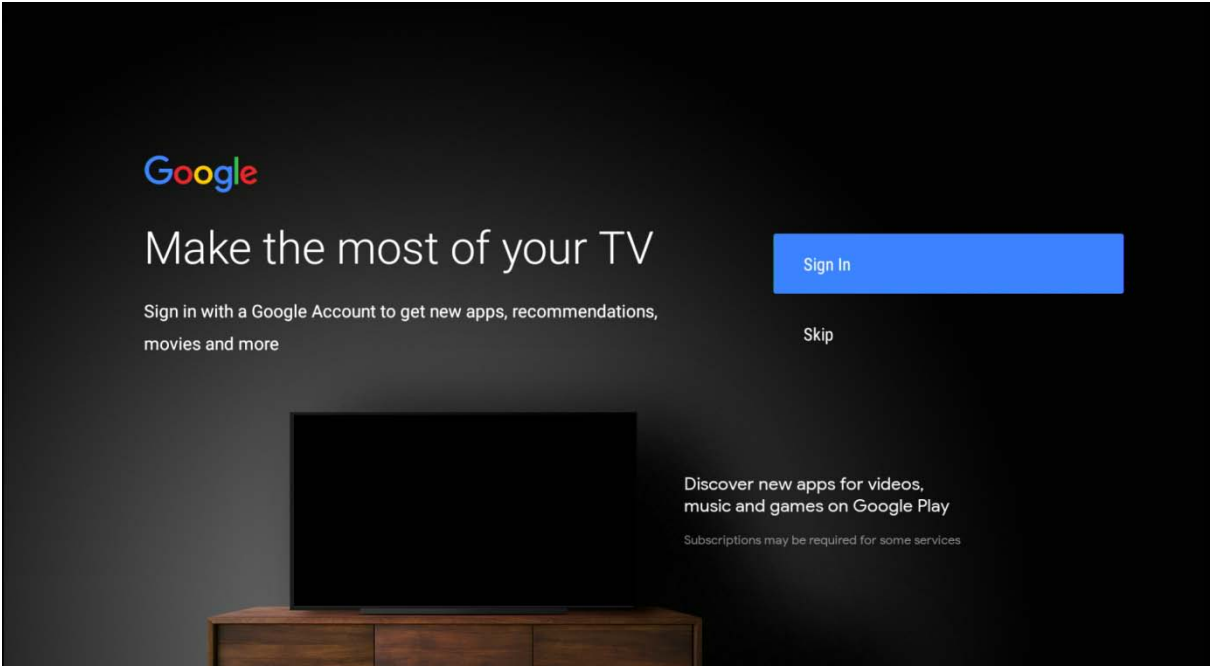 Google
Make the most of your TV
Sign in with a Google Account to get new apps, recommendations,
movies and more
Sign In
Skip
Discover new apps for videos,
music and games on Google Play
Subscriptions may be required for some services